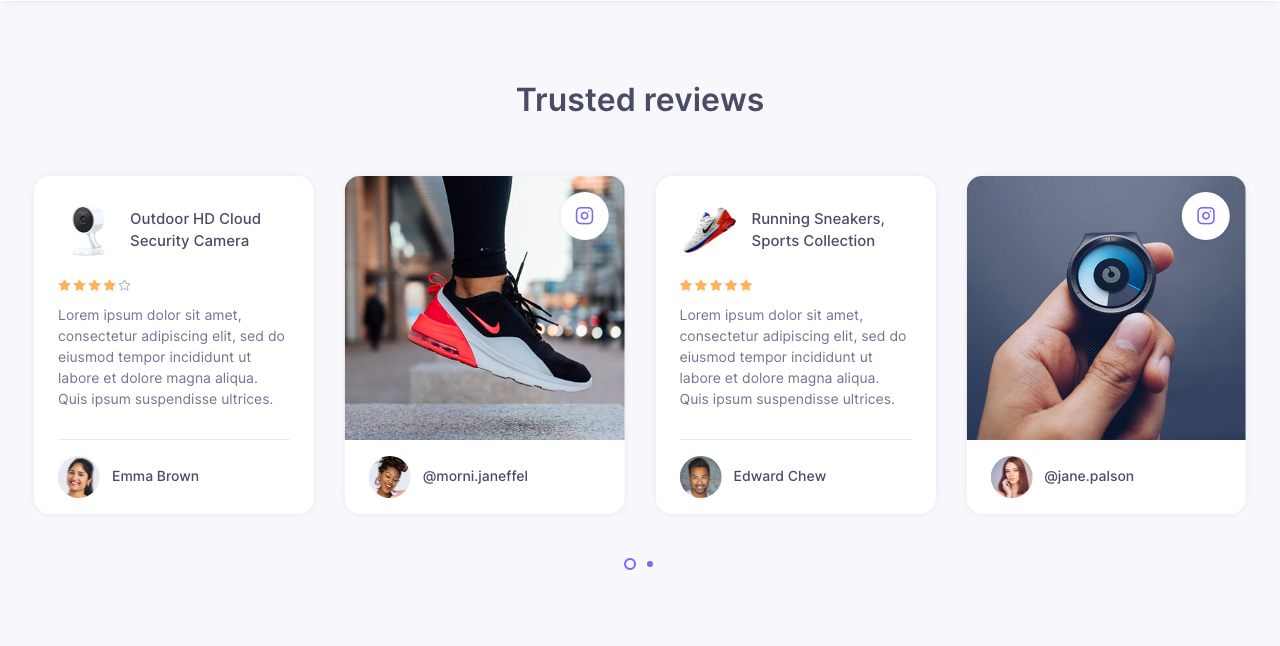 Trusted reviews
Outdoor HD Cloud
Security Camera
Lorem ipsum dolor sit amet,
consectetur adipiscing elit, sed do
eiusmod tempor incididunt ut
labore et dolore magna aliqua.
Quis ipsum suspendisse ultrices.
Emma Brown
@morni.janeffel
Running Sneakers,
Sports Collection
Lorem ipsum dolor sit amet,
consectetur adipiscing elit, sed do
eiusmod tempor incididunt ut
labore et dolore magna aliqua.
Quis ipsum suspendisse ultrices.
Edward Chew
@jane.palson